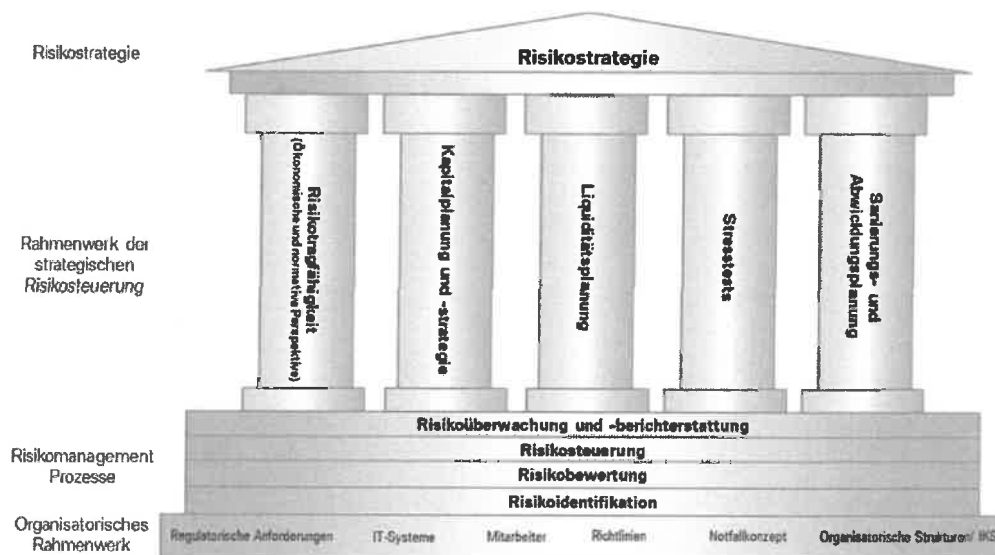 Risikostrategie
Risikostrategie
Rahmenwerk der
strategischen
Risikosteuerung
Risikotragfähigkeit
(Ökonomische und normative Perspektive)
Kapitalplanung und -strategie
Liquiditätsplanung
Stresstests
Sanierungs- und
Abwicklungsplanung
Risikomanagement
Prozesse
Risikoüberwachung und -berichterstattung
Risikosteuerung
Risikobewertung
Risikoidentifikation
Organisatorisches
Rahmenwerk
Regulatorische Anforderungen IT-Systeme Mitarbeiter Richtlinien Notfallkonzept Organisatorische Strukturen/ IKS